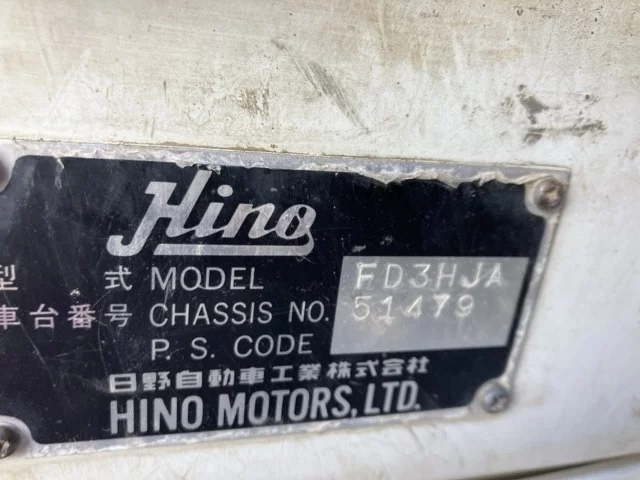 Hino
型 式 MODEL FD3HJA
車台番号 CHASSIS NO. 51479
P. S. CODE
日野自動車工業株式会社
HINO MOTORS, LTD.